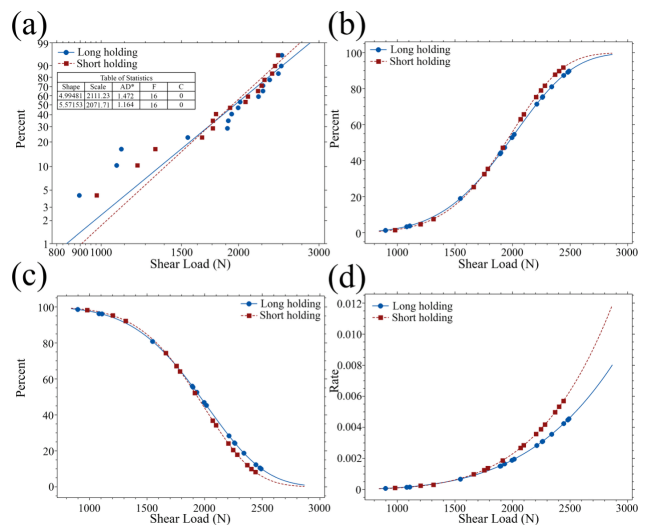 (a)
99
90
80
70
60
50
40
30
20
10
5
3
2
1
Percent
Long holding
Short holding
Table of Statistics
Shape Scale AD* F C
4.99481 2111.23 1.472 16 0
5.57153 2071.71 1.164 16 0
800 900 1000 1500 2000 3000
Shear Load (N)
(b)
100
80
60
40
20
0
Percent
Long holding
Short holding
1000 1500 2000 2500 3000
Shear Load (N)
(c)
100
80
60
40
20
0
Percent
Long holding
Short holding
1000 1500 2000 2500 3000
Shear Load (N)
(d)
0.012
0.010
0.008
0.006
0.004
0.002
0.000
Rate
Long holding
Short holding
1000 1500 2000 2500 3000
Shear Load (N)